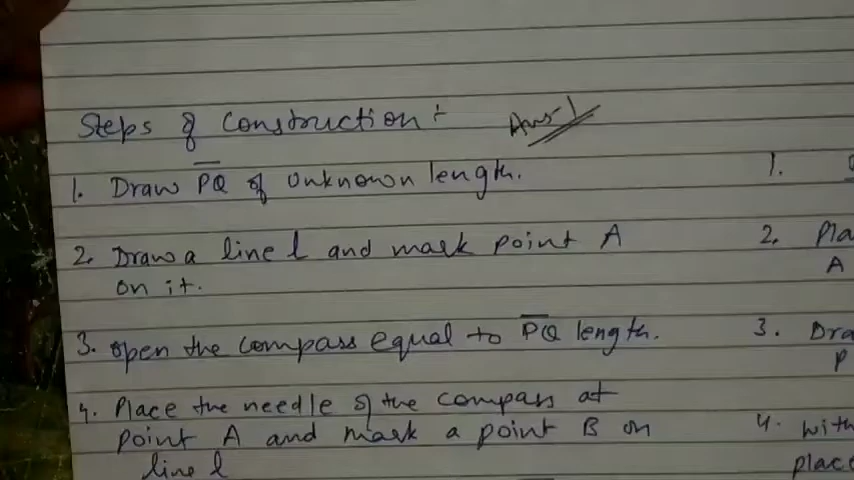 Steps of construction:
Ans-1
1. Draw PQ of unknown length.
2. Draw a line l and mark point A
on it.
3. open the compass equal to PQ length.
4. Place the needle of the compass at
point A and mark a point B on
line l
1.
2. Pla
A
3. Dra
P
4. with
place